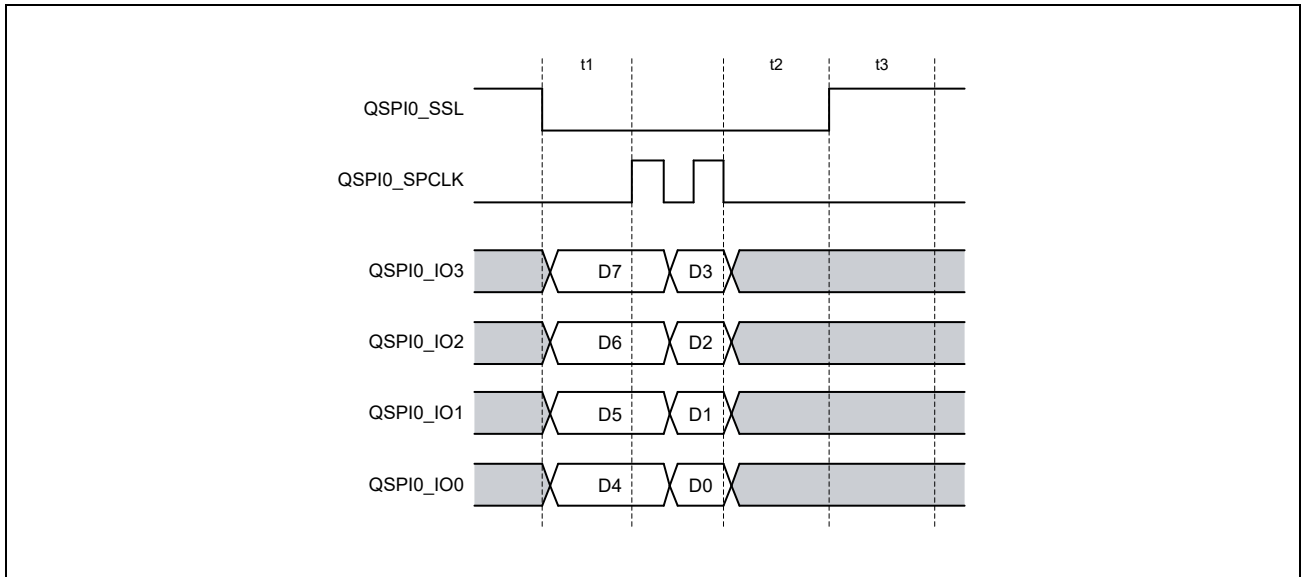 t1 t2 t3
QSPI0_SSL
QSPI0_SPCLK
QSPI0_IO3 D7 D3
QSPI0_IO2 D6 D2
QSPI0_IO1 D5 D1
QSPI0_IO0 D4 D0